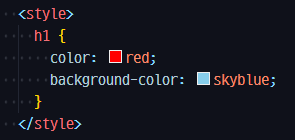 <style>
h1 {
color: red;
background-color: skyblue;
}
</style>